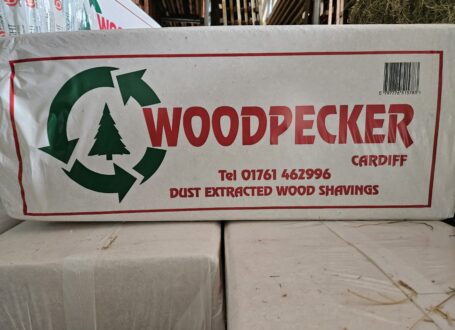 WOODPECKER
CARDIFF
Tel 01761 462996
DUST EXTRACTED WOOD SHAVINGS